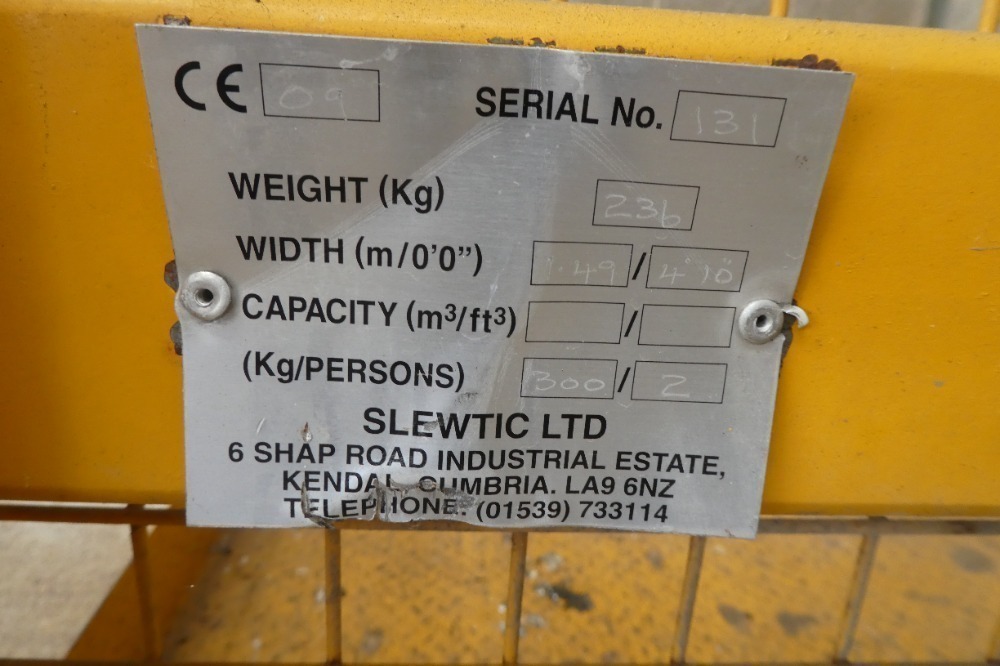 CE 09 SERIAL No. 131
WEIGHT (Kg) 236
WIDTH (m/0'0") 1.49 / 4' 10"
CAPACITY (m³/ft³) /
(Kg/PERSONS) 300 / 2
SLEWTIC LTD
6 SHAP ROAD INDUSTRIAL ESTATE,
KENDAL CUMBRIA. LA9 6NZ
TELEPHONE: (01539) 733114